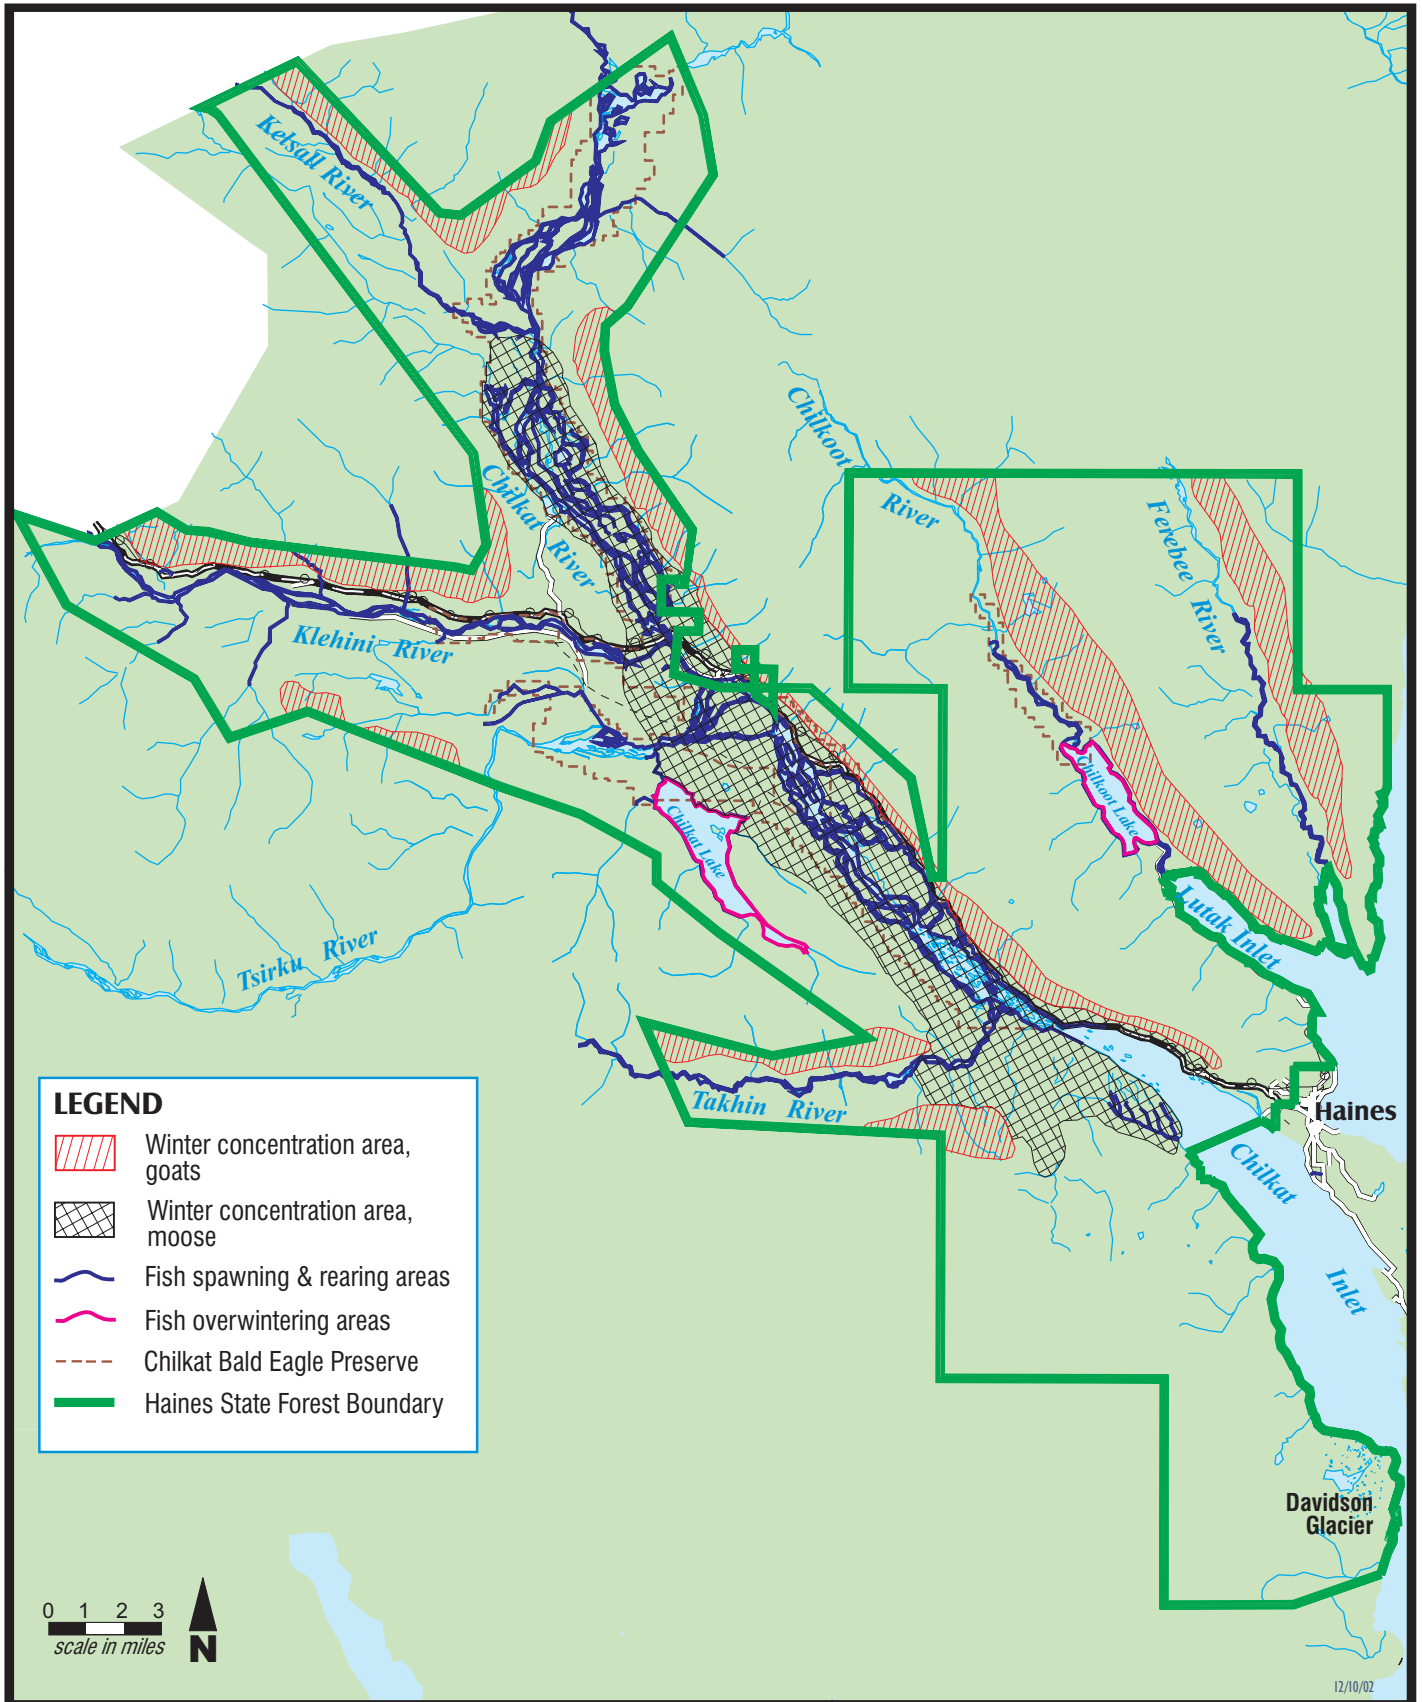 Kelsall River
Chilkat
River
Chilkoot
River
Ferebee
River
Klehini River
Chilkoot Lake
Chilkat Lake
Lutak Inlet
Tsirku River
Takhin River
Haines
Chilkat
Inlet
Davidson
Glacier
LEGEND
Winter concentration area,
goats
Winter concentration area,
moose
Fish spawning & rearing areas
Fish overwintering areas
Chilkat Bald Eagle Preserve
Haines State Forest Boundary
0 1 2 3
scale in miles
N
12/10/02